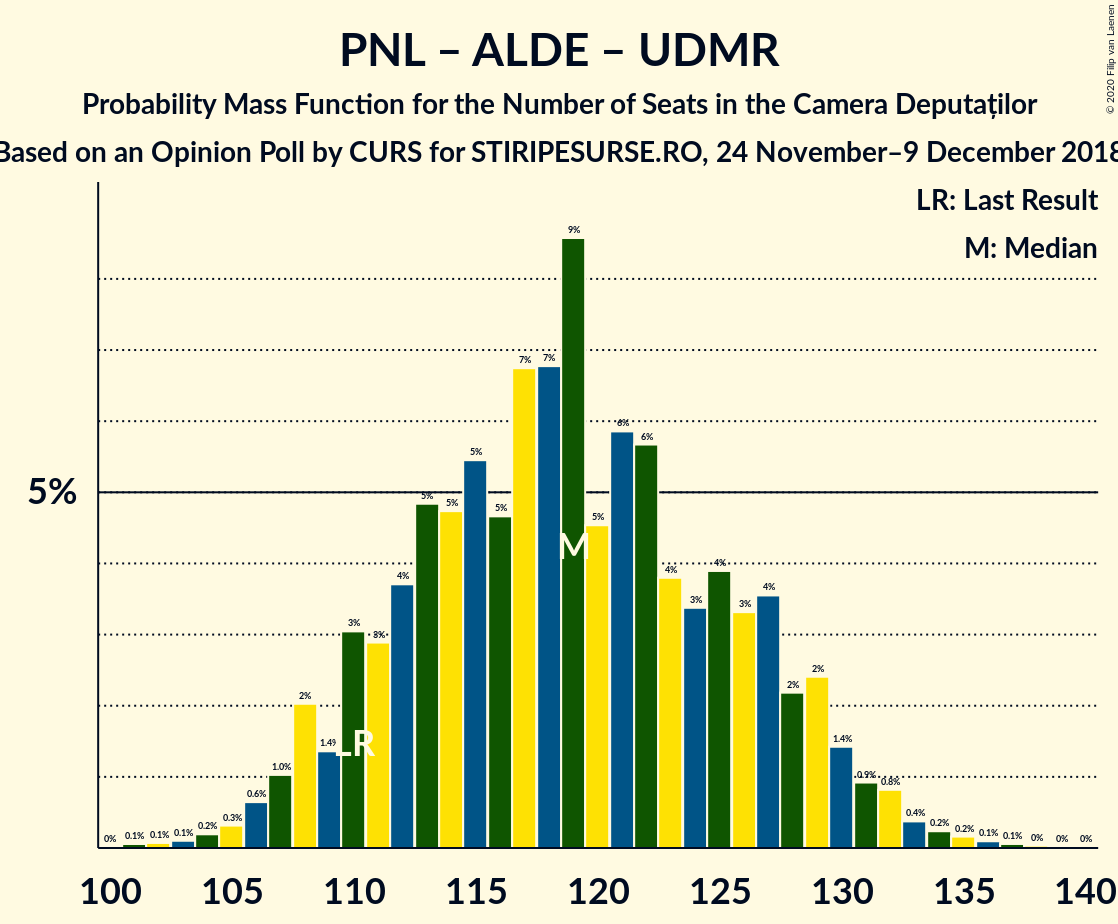 PNL – ALDE – UDMR
Probability Mass Function for the Number of Seats in the Camera Deputaților
Based on an Opinion Poll by CURS for STIRIPESURSE.RO, 24 November–9 December 2018
© 2020 Filip van Laenen
LR: Last Result
M: Median
5%
0% 0.1% 0.1% 0.1% 0.2% 0.3% 0.6% 1.0% 2% 1.4% 3% 3% 4% 5% 5% 5% 5% 7% 7% 9% 5% 6% 6% 4% 3% 4% 3% 4% 2% 2% 1.4% 0.9% 0.8% 0.4% 0.2% 0.2% 0.1% 0.1% 0% 0% 0%
M
LR
100 105 110 115 120 125 130 135 140